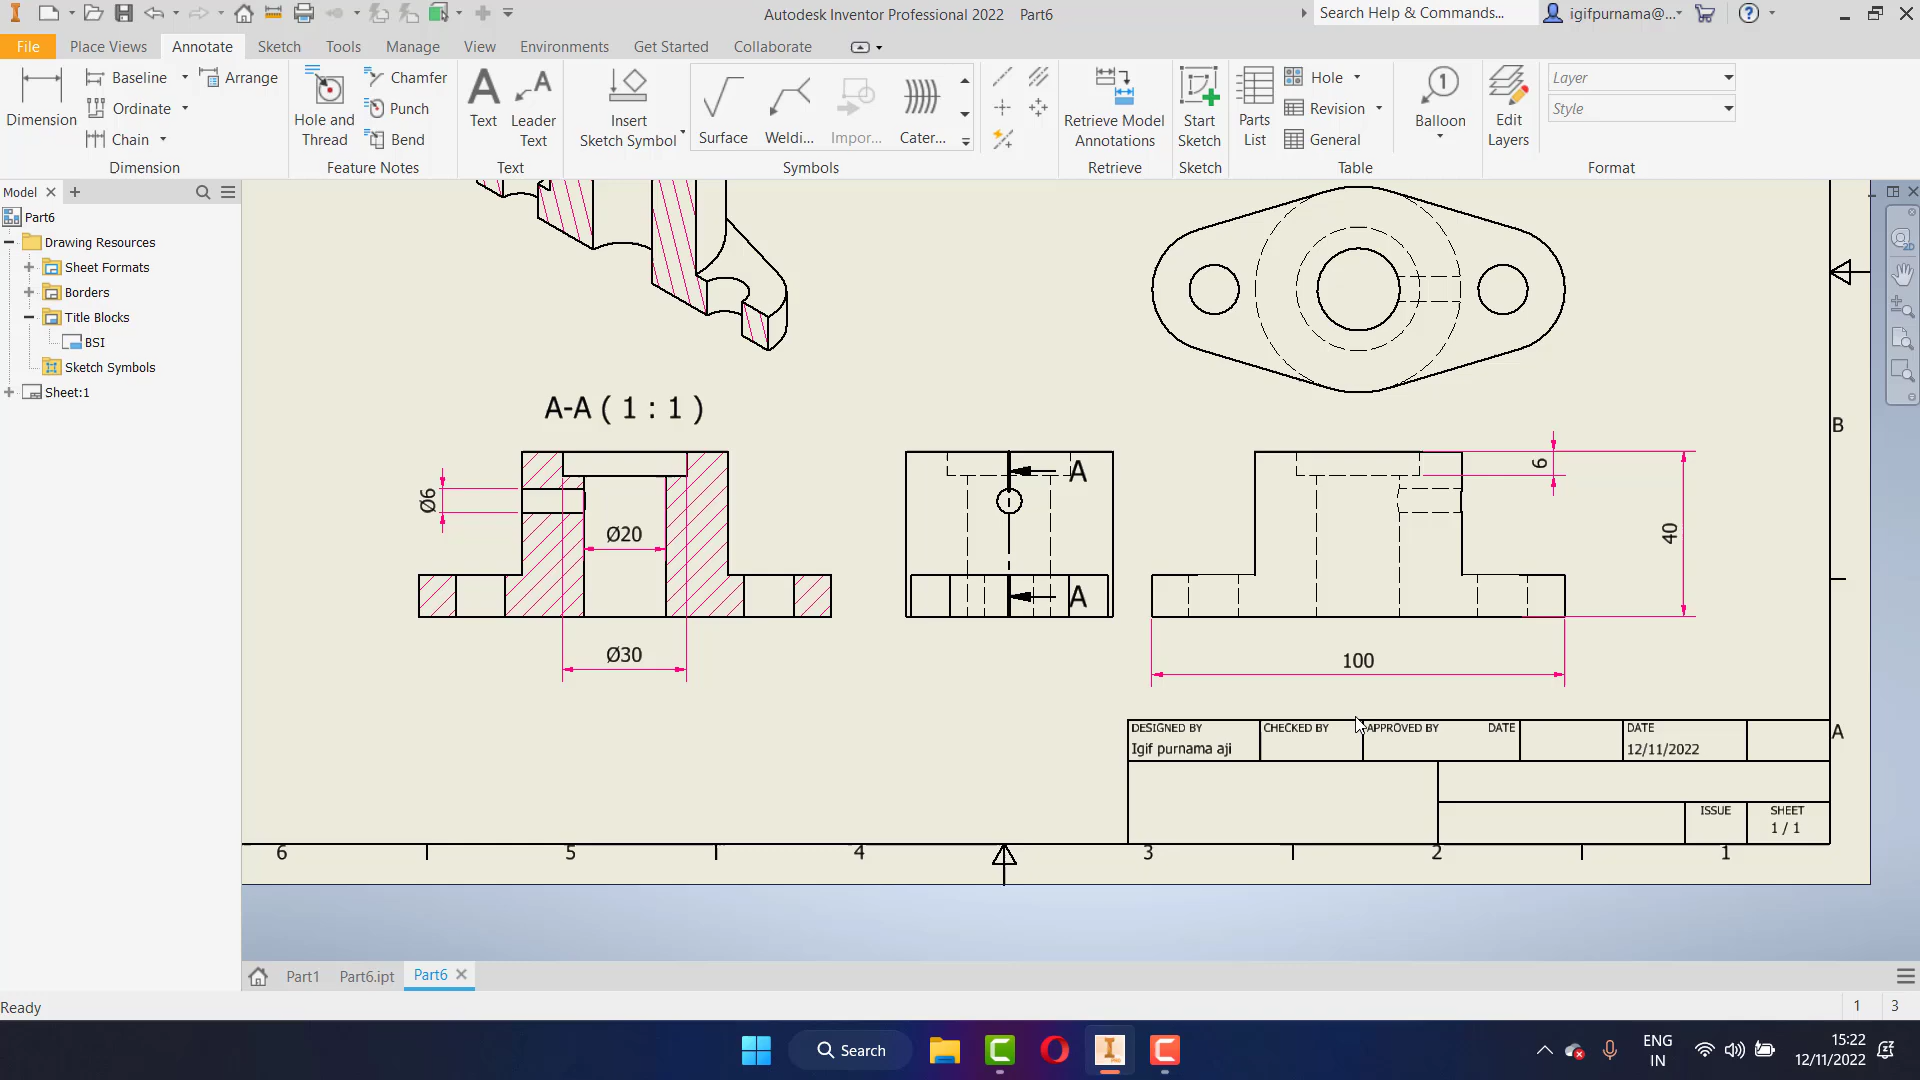 Autodesk Inventor Professional 2022 Part6
Search Help & Commands...
igifpurnama@...
File Place Views Annotate Sketch Tools Manage View Environments Get Started Collaborate
Dimension
Baseline
Arrange
Ordinate
Chain
Dimension
Hole and Thread
Chamfer
Punch
Bend
Feature Notes
Text
Leader Text
Text
Insert Sketch Symbol
Surface
Weldi...
Impor...
Cater...
Symbols
Retrieve Model Annotations
Retrieve
Start Sketch
Sketch
Parts List
Hole
Revision
General
Table
Balloon
1
Edit Layers
Layer
Style
Format
Model
Part6
Drawing Resources
Sheet Formats
Borders
Title Blocks
BSI
Sketch Symbols
Sheet:1
2D
A-A ( 1 : 1 )
Ø6
Ø20
Ø30
A
A
6
40
100
B
A
DESIGNED BY
Igif purnama aji
CHECKED BY
APPROVED BY
DATE
DATE
12/11/2022
ISSUE
SHEET
1 / 1
6 5 4 3 2 1
Part1 Part6.ipt Part6
Ready
1 3
Search
ENG
IN
15:22
12/11/2022